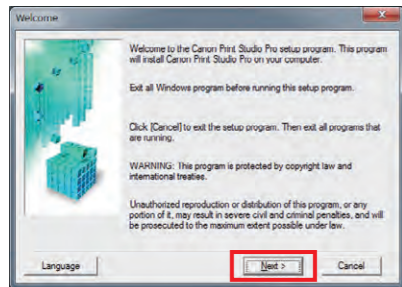 Welcome
Welcome to the Canon Print Studio Pro setup program. This program
will install Canon Print Studio Pro on your computer.
Exit all Windows program before running this setup program.
Click [Cancel] to exit the setup program. Then exit all programs that
are running.
WARNING: This program is protected by copyright law and
international treaties.
Unauthorized reproduction or distribution of this program, or any
portion of it, may result in severe civil and criminal penalties, and will
be prosecuted to the maximum extent possible under law.
Language
Next >
Cancel